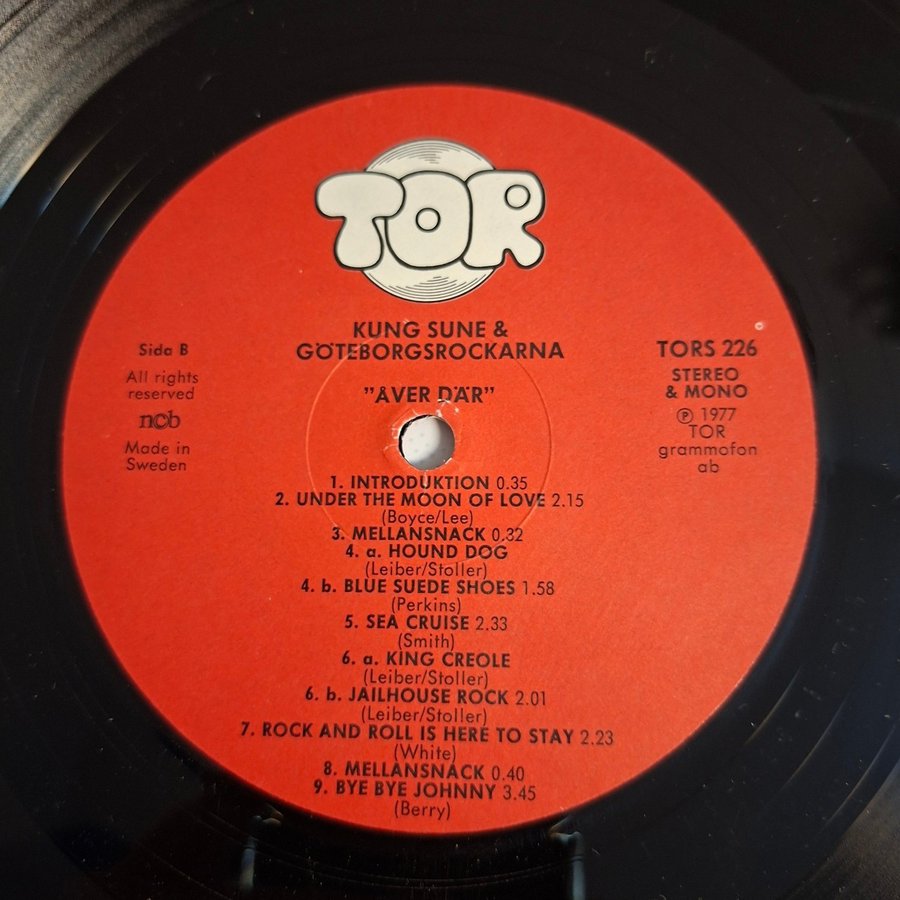 TOR
KUNG SUNE &
GÖTEBORGSROCKARNA
Sida B
All rights
reserved
ncb
Made in
Sweden
TORS 226
STEREO
& MONO
Ⓟ 1977
TOR
grammofon
ab
"ÅVER DÄR"
1. INTRODUKTION 0.35
2. UNDER THE MOON OF LOVE 2.15
(Boyce/Lee)
3. MELLANSNACK 0.32
4. a. HOUND DOG
(Leiber/Stoller)
4. b. BLUE SUEDE SHOES 1.58
(Perkins)
5. SEA CRUISE 2.33
(Smith)
6. a. KING CREOLE
(Leiber/Stoller)
6. b. JAILHOUSE ROCK 2.01
(Leiber/Stoller)
7. ROCK AND ROLL IS HERE TO STAY 2.23
(White)
8. MELLANSNACK 0.40
9. BYE BYE JOHNNY 3.45
(Berry)